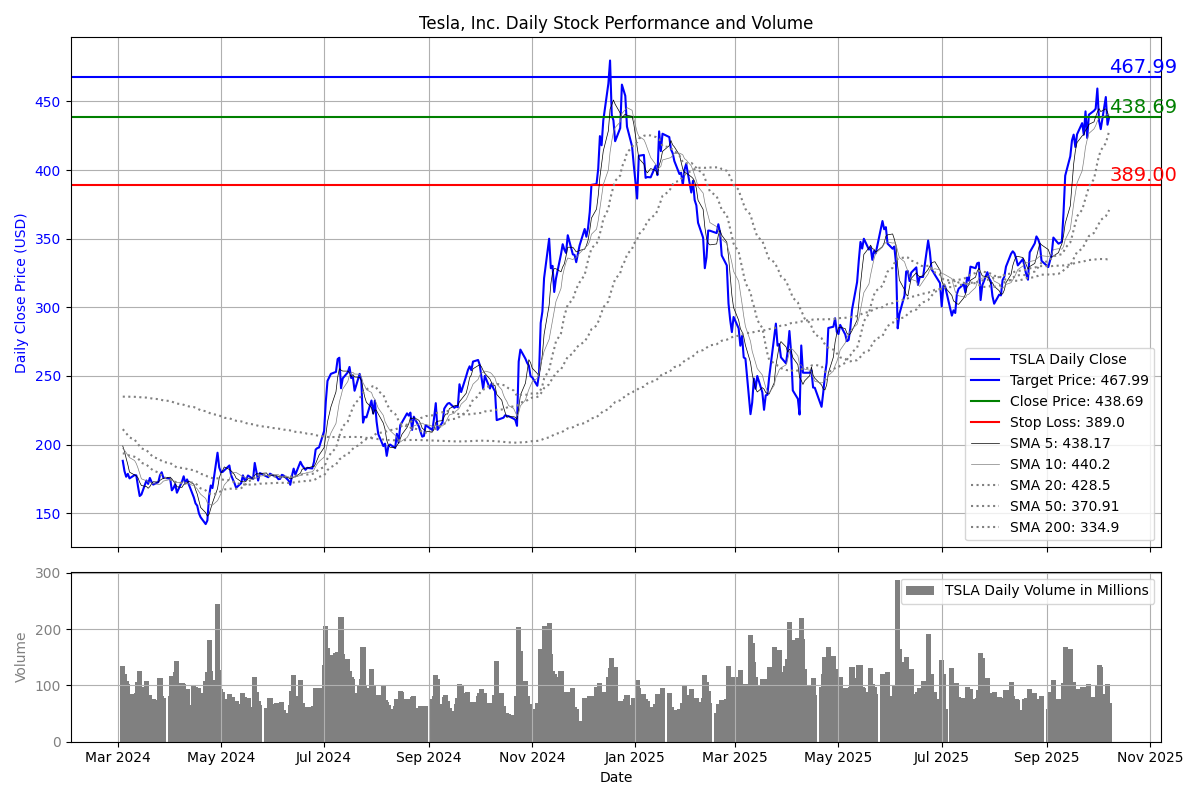 Tesla, Inc. Daily Stock Performance and Volume
Daily Close Price (USD)
450
400
350
300
250
200
150
467.99
438.69
389.00
TSLA Daily Close
Target Price: 467.99
Close Price: 438.69
Stop Loss: 389.0
SMA 5: 438.17
SMA 10: 440.2
SMA 20: 428.5
SMA 50: 370.91
SMA 200: 334.9
Volume
300
200
100
0
TSLA Daily Volume in Millions
Mar 2024 May 2024 Jul 2024 Sep 2024 Nov 2024 Jan 2025 Mar 2025 May 2025 Jul 2025 Sep 2025 Nov 2025
Date